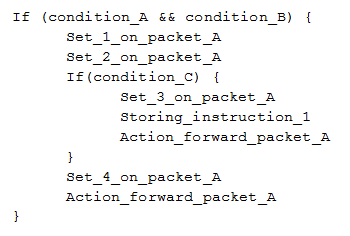 If (condition_A && condition_B) {
Set_1_on_packet_A
Set_2_on_packet_A
If(condition_C) {
Set_3_on_packet_A
Storing_instruction_1
Action_forward_packet_A
}
Set_4_on_packet_A
Action_forward_packet_A
}